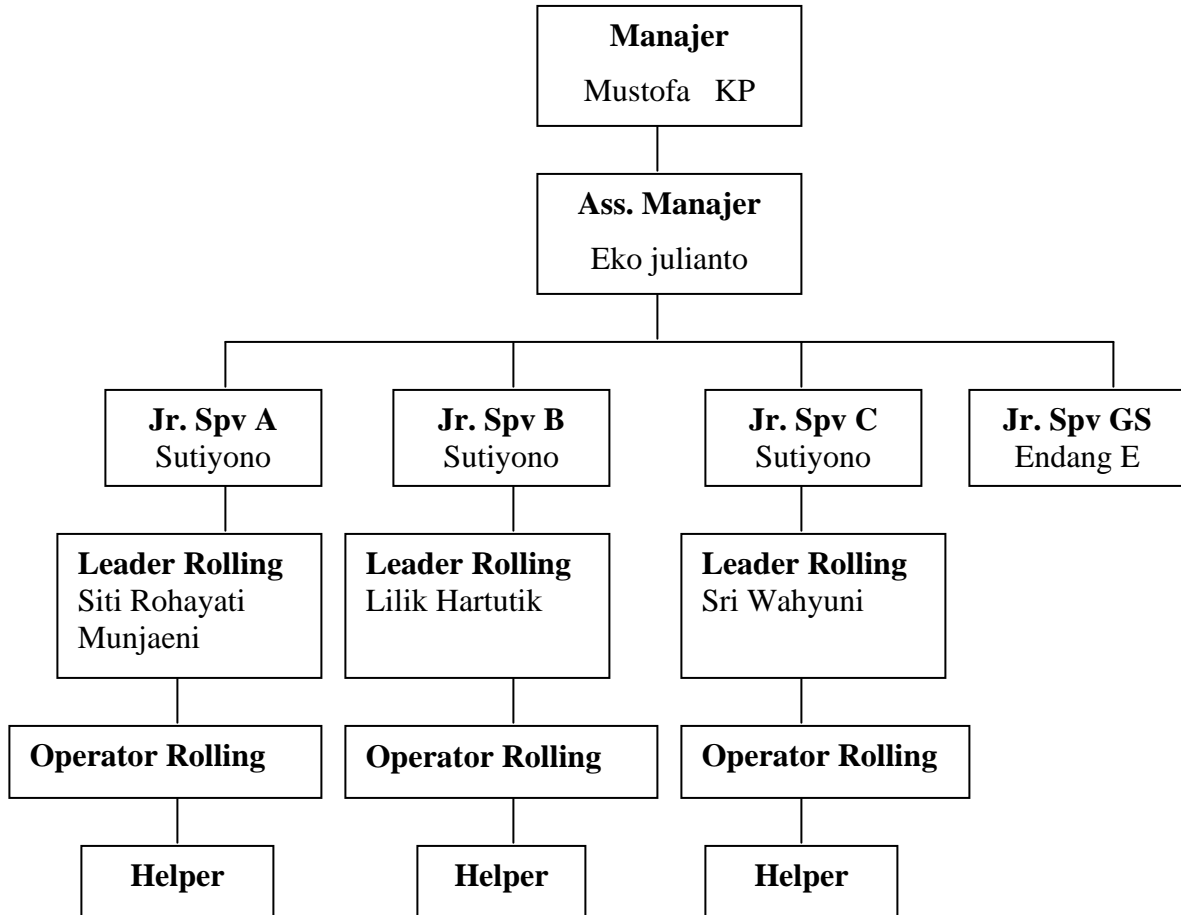 Manajer
Mustofa KP
Ass. Manajer
Eko julianto
Jr. Spv A
Sutiyono
Jr. Spv B
Sutiyono
Jr. Spv C
Sutiyono
Jr. Spv GS
Endang E
Leader Rolling
Siti Rohayati
Munjaeni
Leader Rolling
Lilik Hartutik
Leader Rolling
Sri Wahyuni
Operator Rolling
Operator Rolling
Operator Rolling
Helper
Helper
Helper